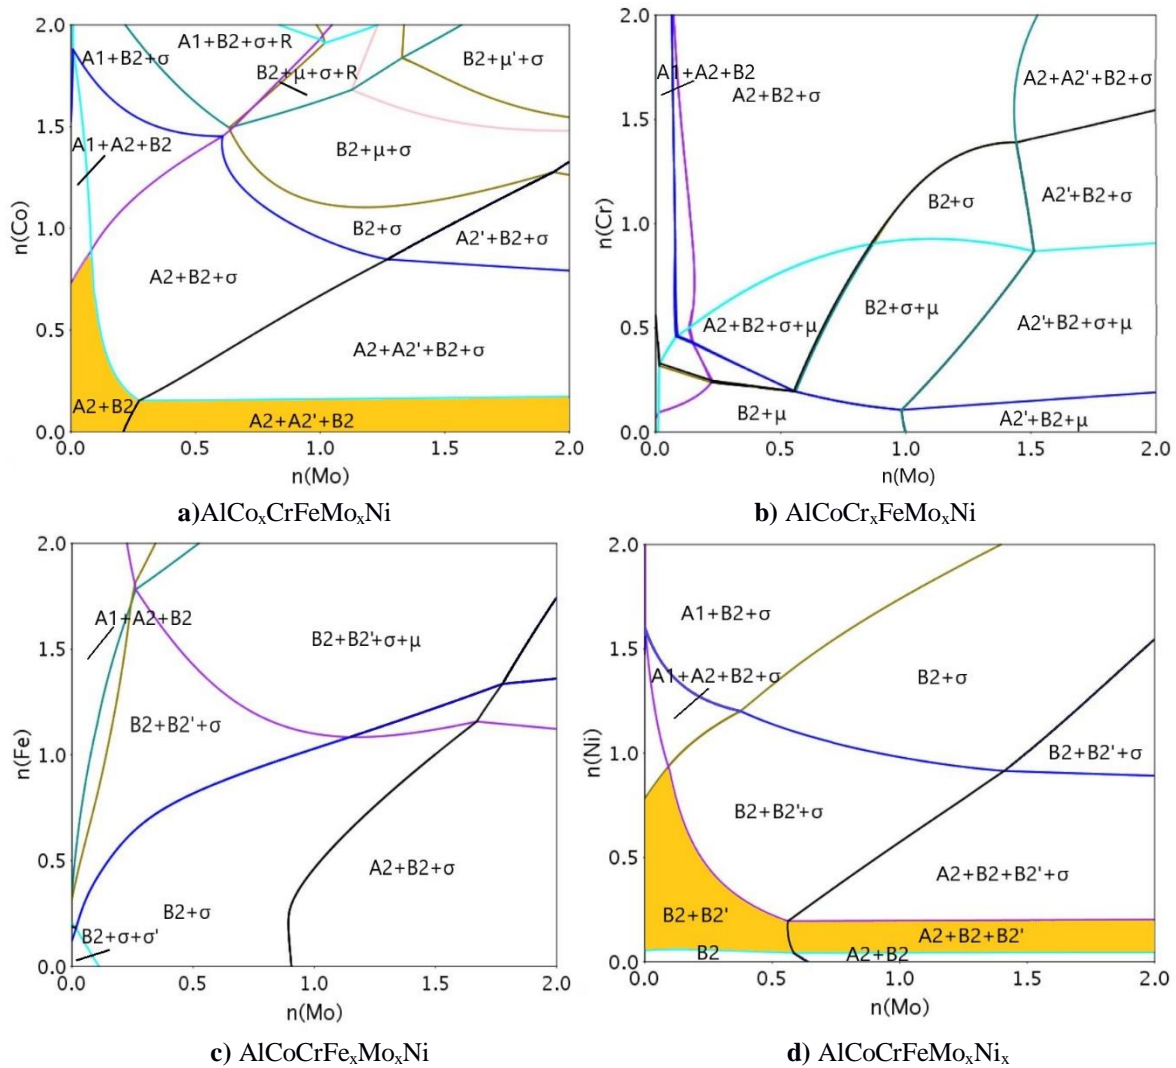 2.0
1.5
1.0
0.5
0.0
n(Co)
A1+B2+σ
A1+B2+σ+R
B2+μ+σ+R
B2+μ'+σ
A1+A2+B2
B2+μ+σ
B2+σ
A2'+B2+σ
A2+B2+σ
A2+A2'+B2+σ
A2+B2
A2+A2'+B2
0.0 0.5 1.0 1.5 2.0
n(Mo)
a)AlCoxCrFeMoxNi
2.0
1.5
1.0
0.5
0.0
n(Cr)
A1+A2+B2
A2+B2+σ
A2+A2'+B2+σ
B2+σ
A2'+B2+σ
A2+B2+σ+μ
B2+σ+μ
A2'+B2+σ+μ
B2+μ
A2'+B2+μ
0.0 0.5 1.0 1.5 2.0
n(Mo)
b) AlCoCrxFeMoxNi
2.0
1.5
1.0
0.5
0.0
n(Fe)
A1+A2+B2
B2+B2'+σ+μ
B2+B2'+σ
A2+B2+σ
B2+σ
B2+σ+σ'
0.0 0.5 1.0 1.5 2.0
n(Mo)
c) AlCoCrFexMoxNi
2.0
1.5
1.0
0.5
0.0
n(Ni)
A1+B2+σ
A1+A2+B2+σ
B2+σ
B2+B2'+σ
B2+B2'+σ
A2+B2+B2'+σ
B2+B2'
A2+B2+B2'
B2
A2+B2
0.0 0.5 1.0 1.5 2.0
n(Mo)
d) AlCoCrFeMoxNix